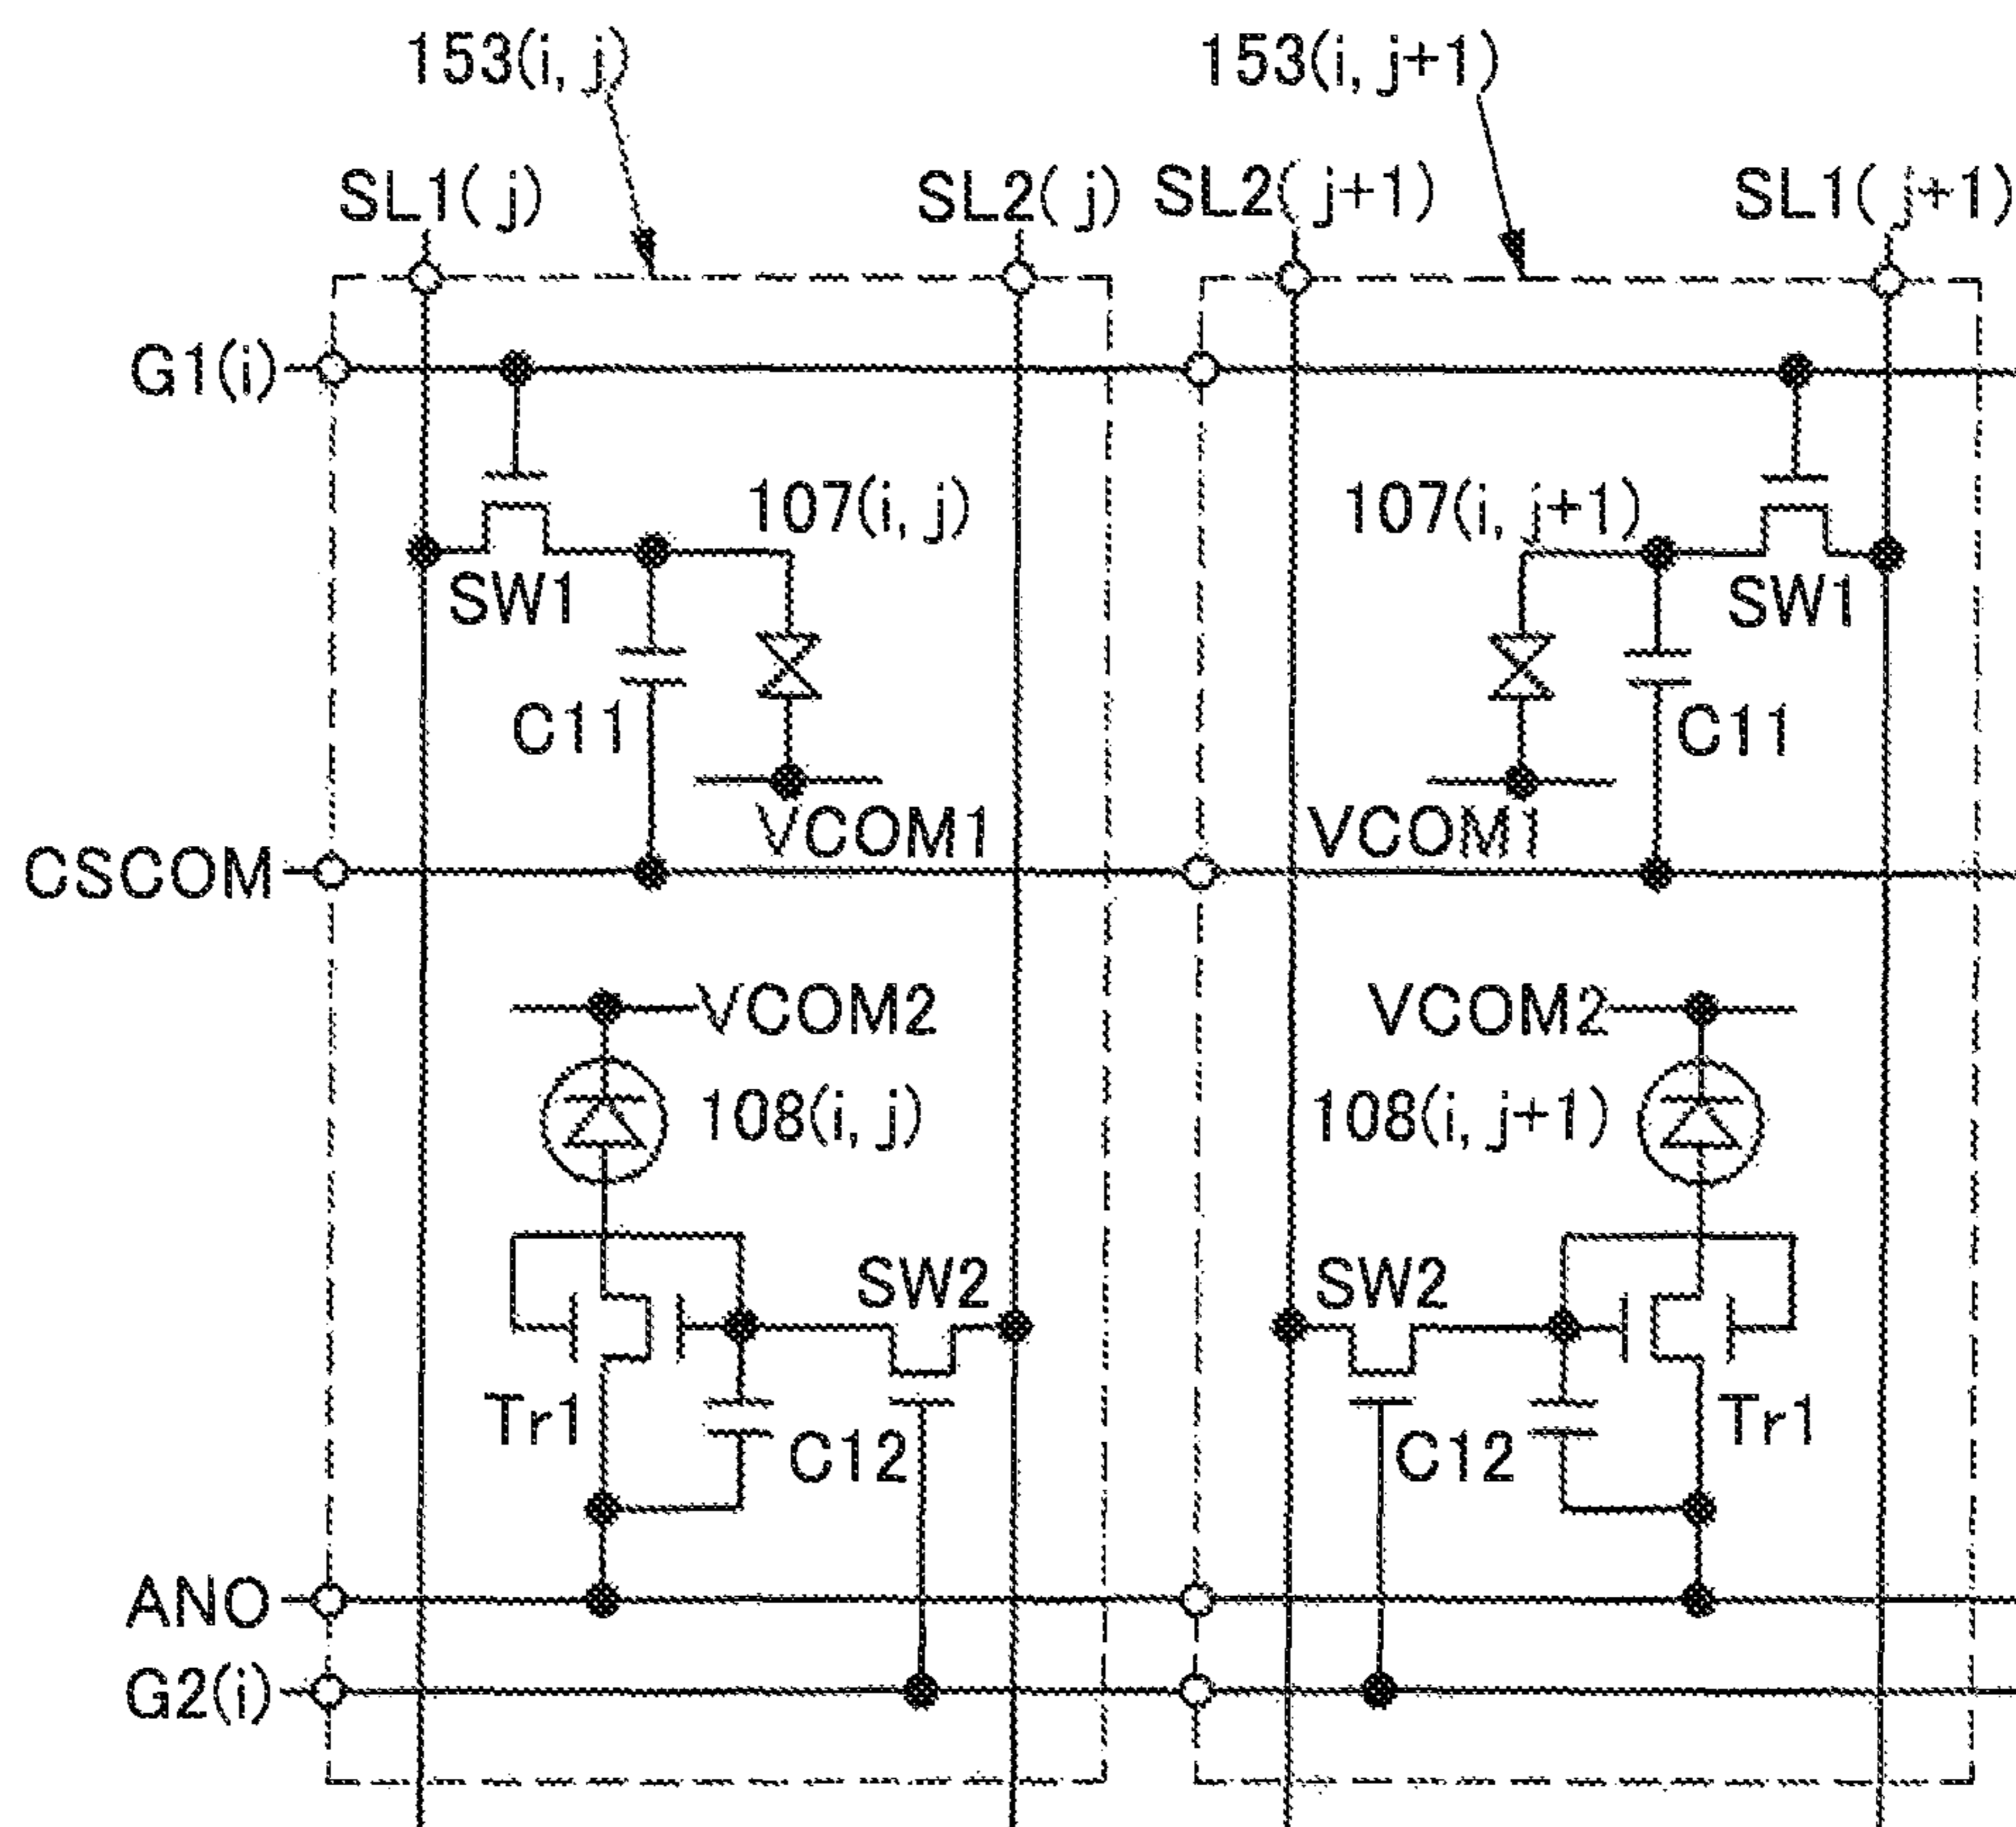 153(i, j) 153(i, j+1)
SL1( j) SL2( j) SL2( j+1) SL1( j+1)
G1(i)
107(i, j) 107(i, j+1)
SW1 SW1
C11 C11
VCOM1 VCOM1
CSCOM
VCOM2 VCOM2
108(i, j) 108(i, j+1)
SW2 SW2
Tr1 C12 C12 Tr1
ANO
G2(i)